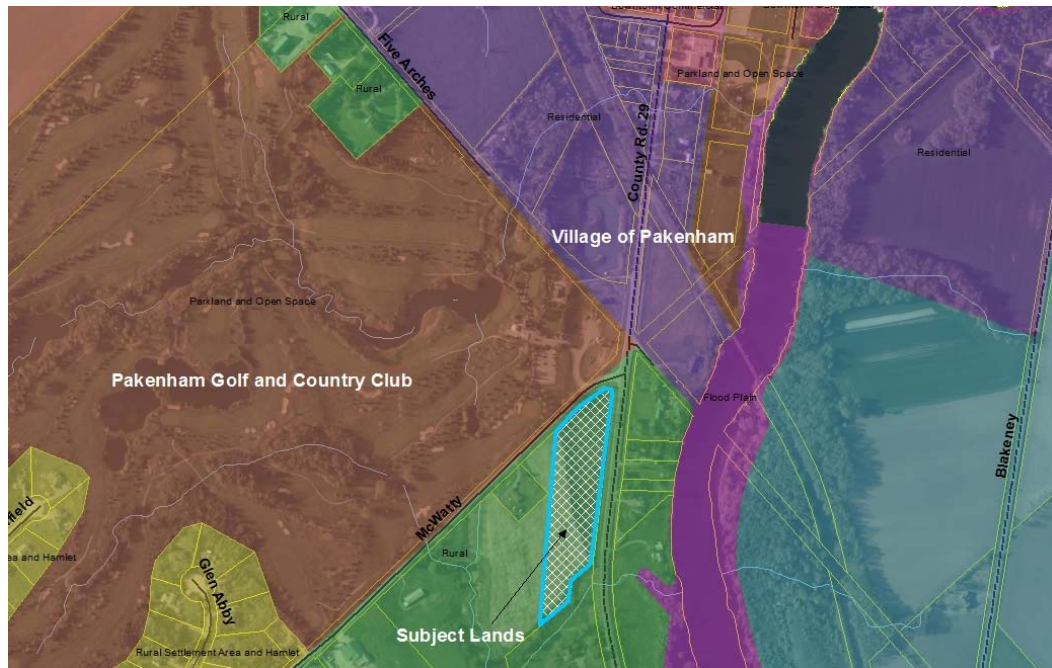 Rural
Five Arches
Rural
Parkland and Open Space
Residential
County Rd. 29
Residential
Village of Pakenham
Parkland and Open Space
Pakenham Golf and Country Club
Flood Plain
Blakeney
McWatty
Rural
ea and Hamlet
Glen Abby
Subject Lands
Rural Settlement Area and Hamlet